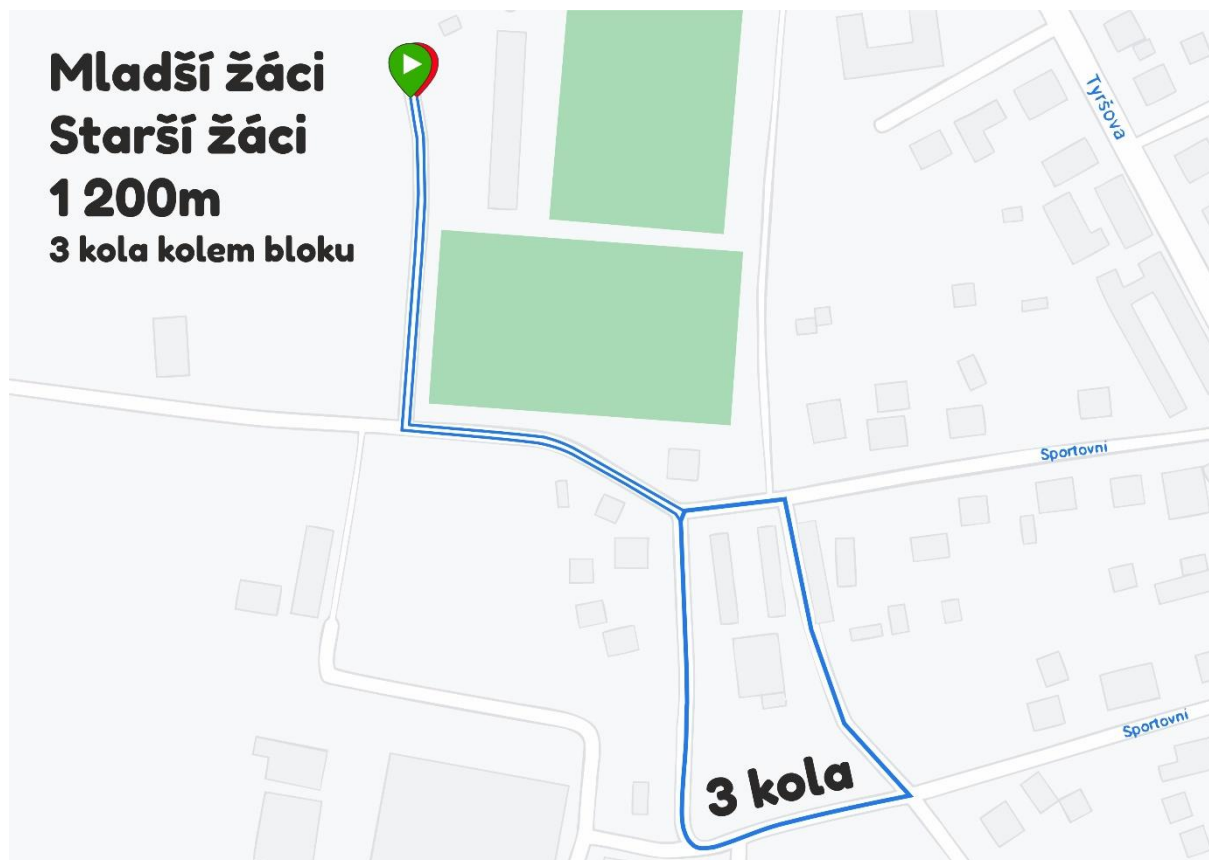 Mladší žáci
Starší žáci
1 200m
3 kola kolem bloku
Tyršova
Sportovní
Sportovní
3 kola